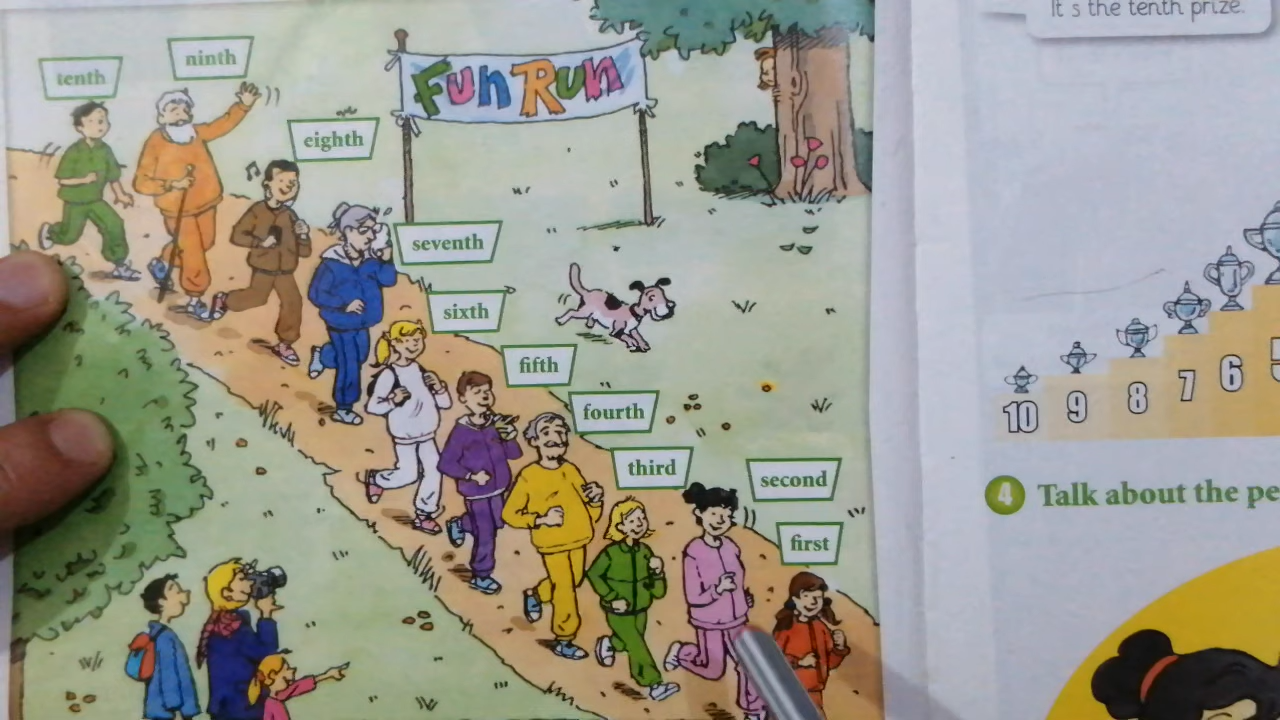 It's the tenth prize.
tenth
ninth
eighth
Fun Run
seventh
sixth
fifth
fourth
third
second
first
10 9 8 7 6
4 Talk about the pe